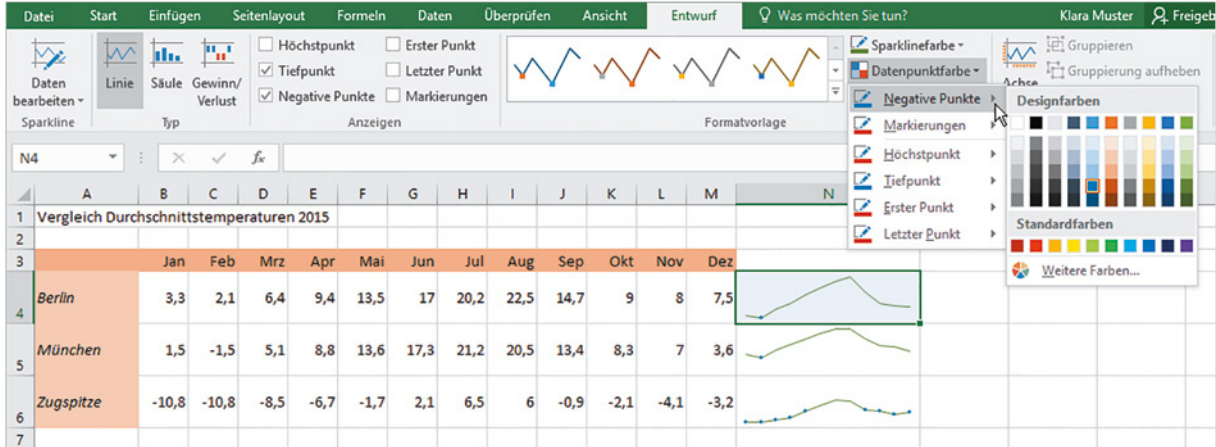 Datei Start Einfügen Seitenlayout Formeln Daten Überprüfen Ansicht Entwurf Was möchten Sie tun? Klara Muster Freigeb
Daten
bearbeiten
Sparkline
Linie
Säule
Gewinn/
Verlust
Typ
Höchstpunkt Erster Punkt
Tiefpunkt Letzter Punkt
Negative Punkte Markierungen
Anzeigen
Formatvorlage
Sparklinefarbe
Datenpunktfarbe
Achse
Gruppieren
Gruppierung aufheben
Negative Punkte
Markierungen
Höchstpunkt
Tiefpunkt
Erster Punkt
Letzter Punkt
Designfarben
Standardfarben
Weitere Farben...
N4 fx
A B C D E F G H I J K L M N
1 Vergleich Durchschnittstemperaturen 2015
2
3 Jan Feb Mrz Apr Mai Jun Jul Aug Sep Okt Nov Dez
4 Berlin 3,3 2,1 6,4 9,4 13,5 17 20,2 22,5 14,7 9 8 7,5
5 München 1,5 -1,5 5,1 8,8 13,6 17,3 21,2 20,5 13,4 8,3 7 3,6
6 Zugspitze -10,8 -10,8 -8,5 -6,7 -1,7 2,1 6,5 6 -0,9 -2,1 -4,1 -3,2
7